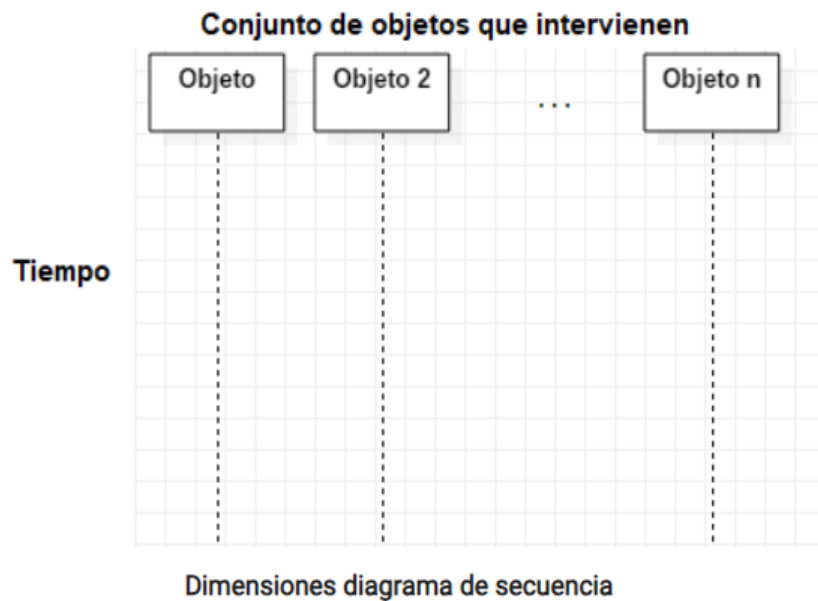 Conjunto de objetos que intervienen
Objeto
Objeto 2
...
Objeto n
Tiempo
Dimensiones diagrama de secuencia